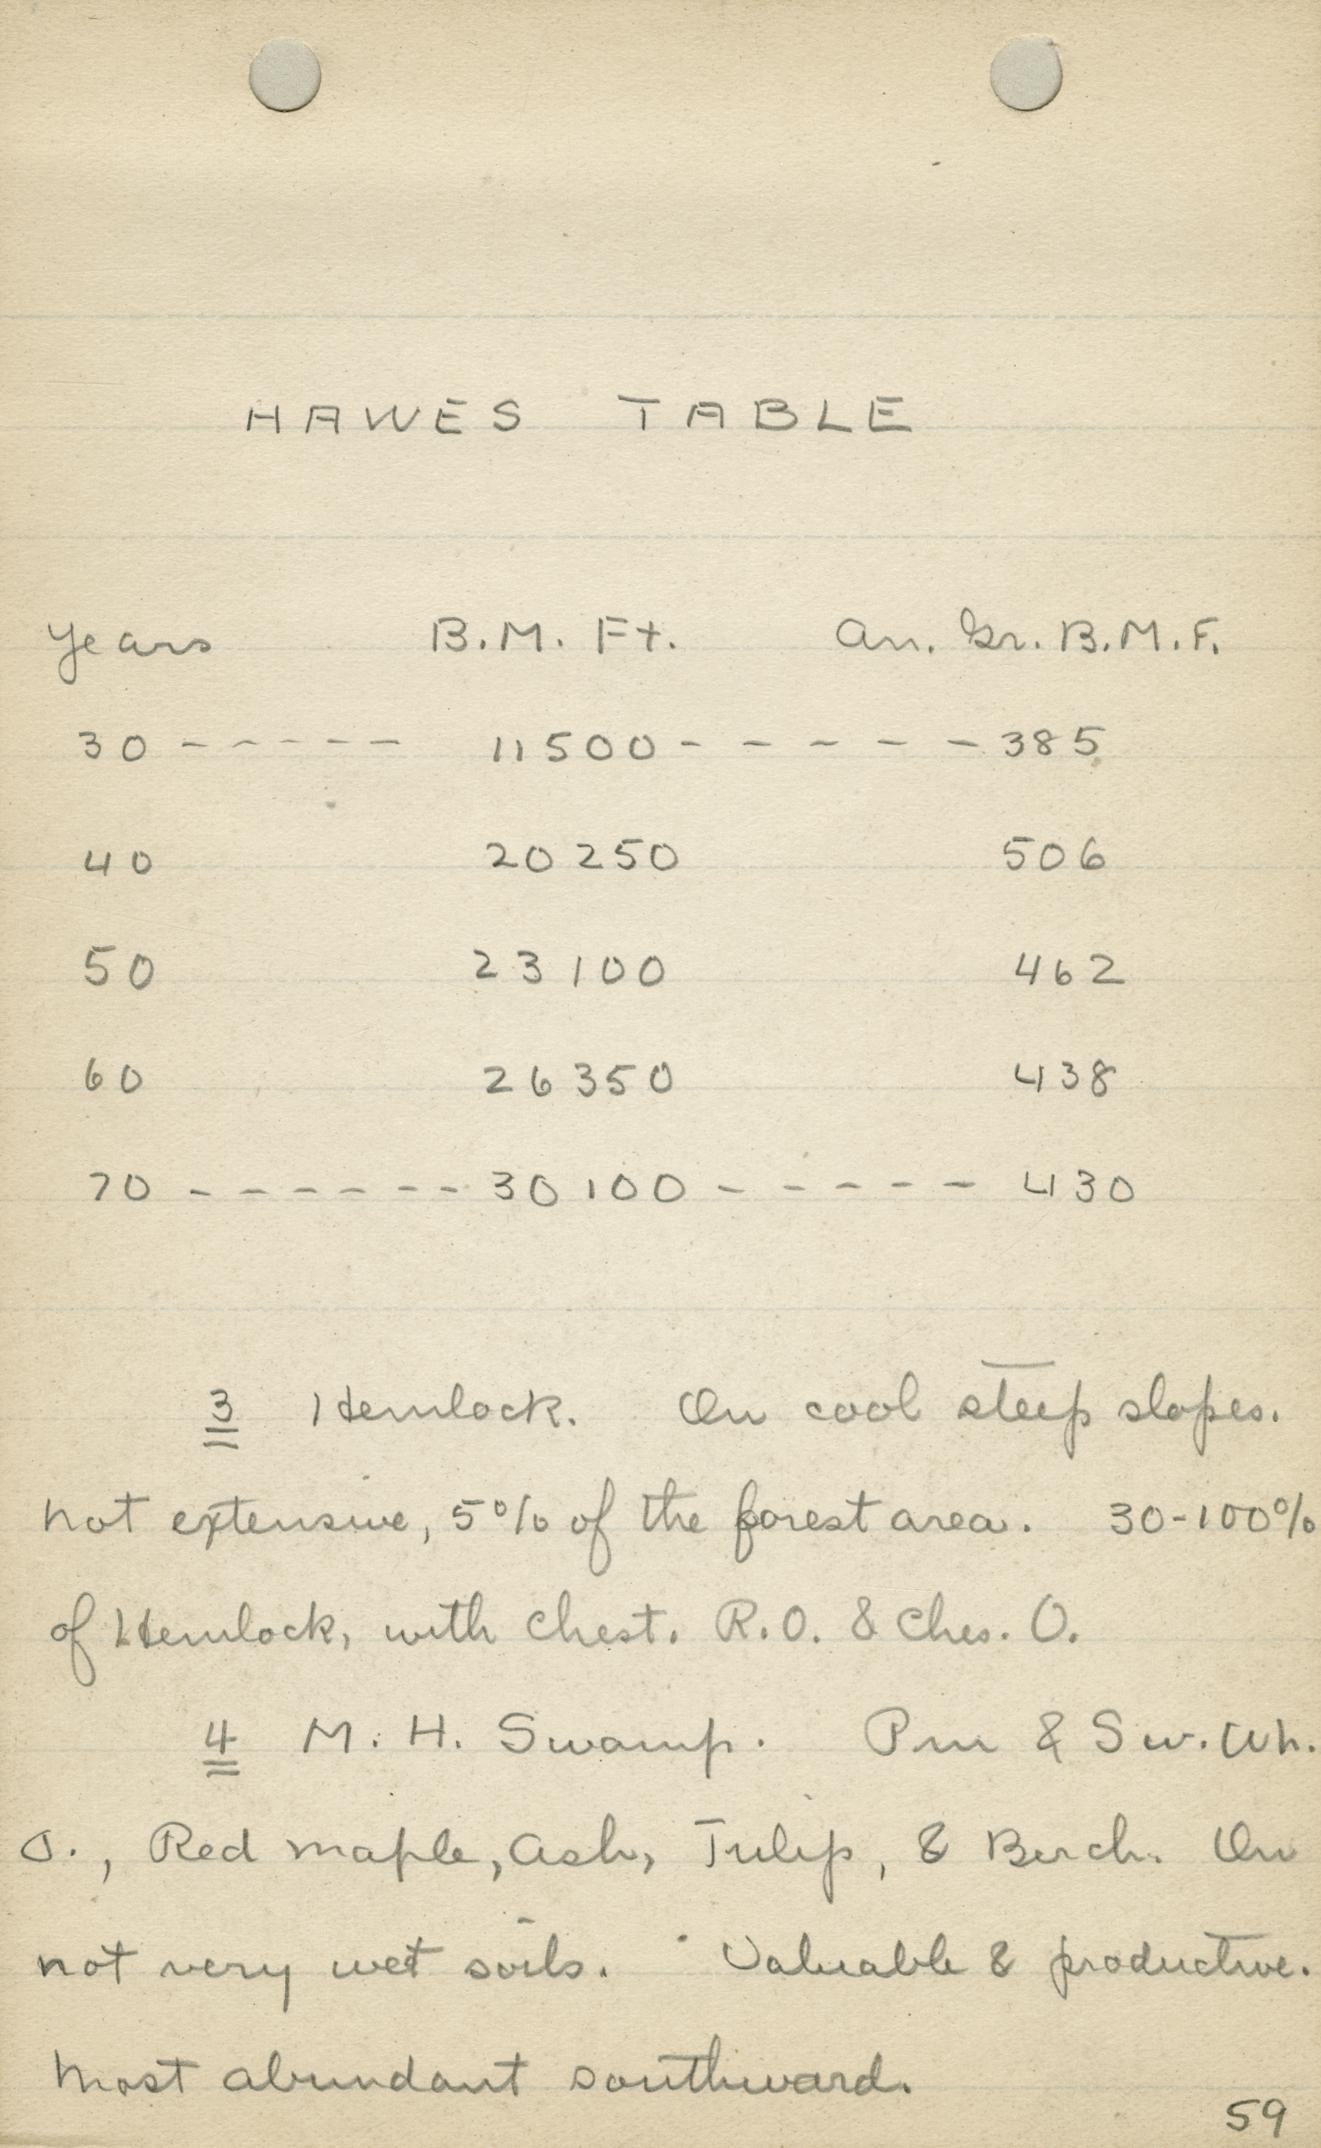 HAWES TABLE
Years B.M. Ft. An. Gr. B.M.F.
30 ----- 11500 ----- 385
40 20250 506
50 23100 462
60 26350 438
70 ------ 30100 ----- 430
3 Hemlock. On cool steep slopes.
not extensive, 5% of the forest area. 30-100%
of Hemlock, with chest. R.O. & Ches. O.
4 M. H. Swamp. Pin & Sw. Wh.
O., Red maple, Ash, Tulip, & Birch. On
not very wet soils. Valuable & productive.
Most abundant southward.
59